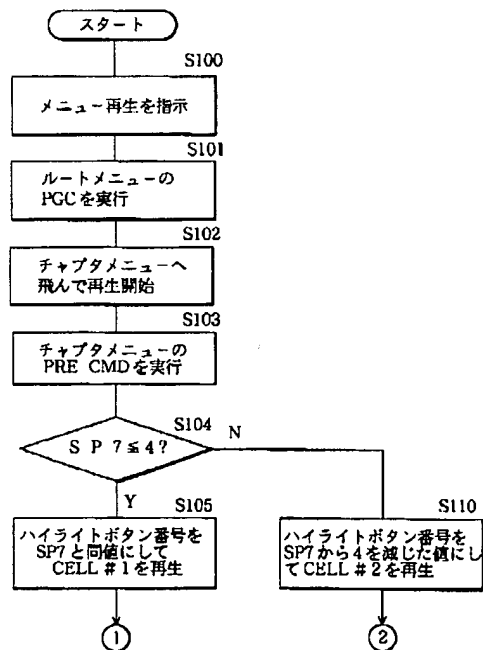 スタート
S100
メニュー再生を指示
S101
ルートメニューの
PGCを実行
S102
チャプタメニューへ
飛んで再生開始
S103
チャプタメニューの
PRE CMDを実行
S104
SP7≦4?
N
Y
S105
ハイライトボタン番号を
SP7と同値にして
CELL #1を再生
S110
ハイライトボタン番号を
SP7から4を減じた値にし
てCELL #2を再生
①
②